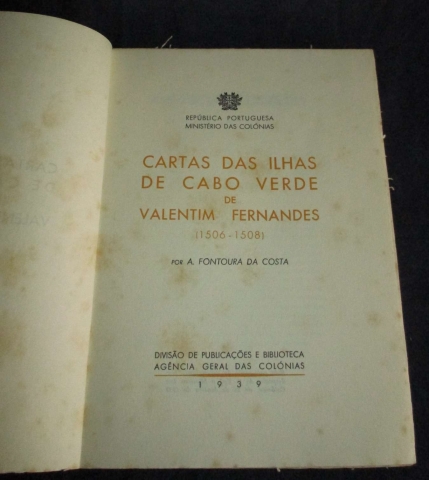 REPÚBLICA PORTUGUESA
MINISTÉRIO DAS COLÓNIAS
CARTAS DAS ILHAS
DE CABO VERDE
DE
VALENTIM FERNANDES
(1506-1508)
POR A. FONTOURA DA COSTA
DIVISÃO DE PUBLICAÇÕES E BIBLIOTECA
AGÊNCIA GERAL DAS COLÓNIAS
1939